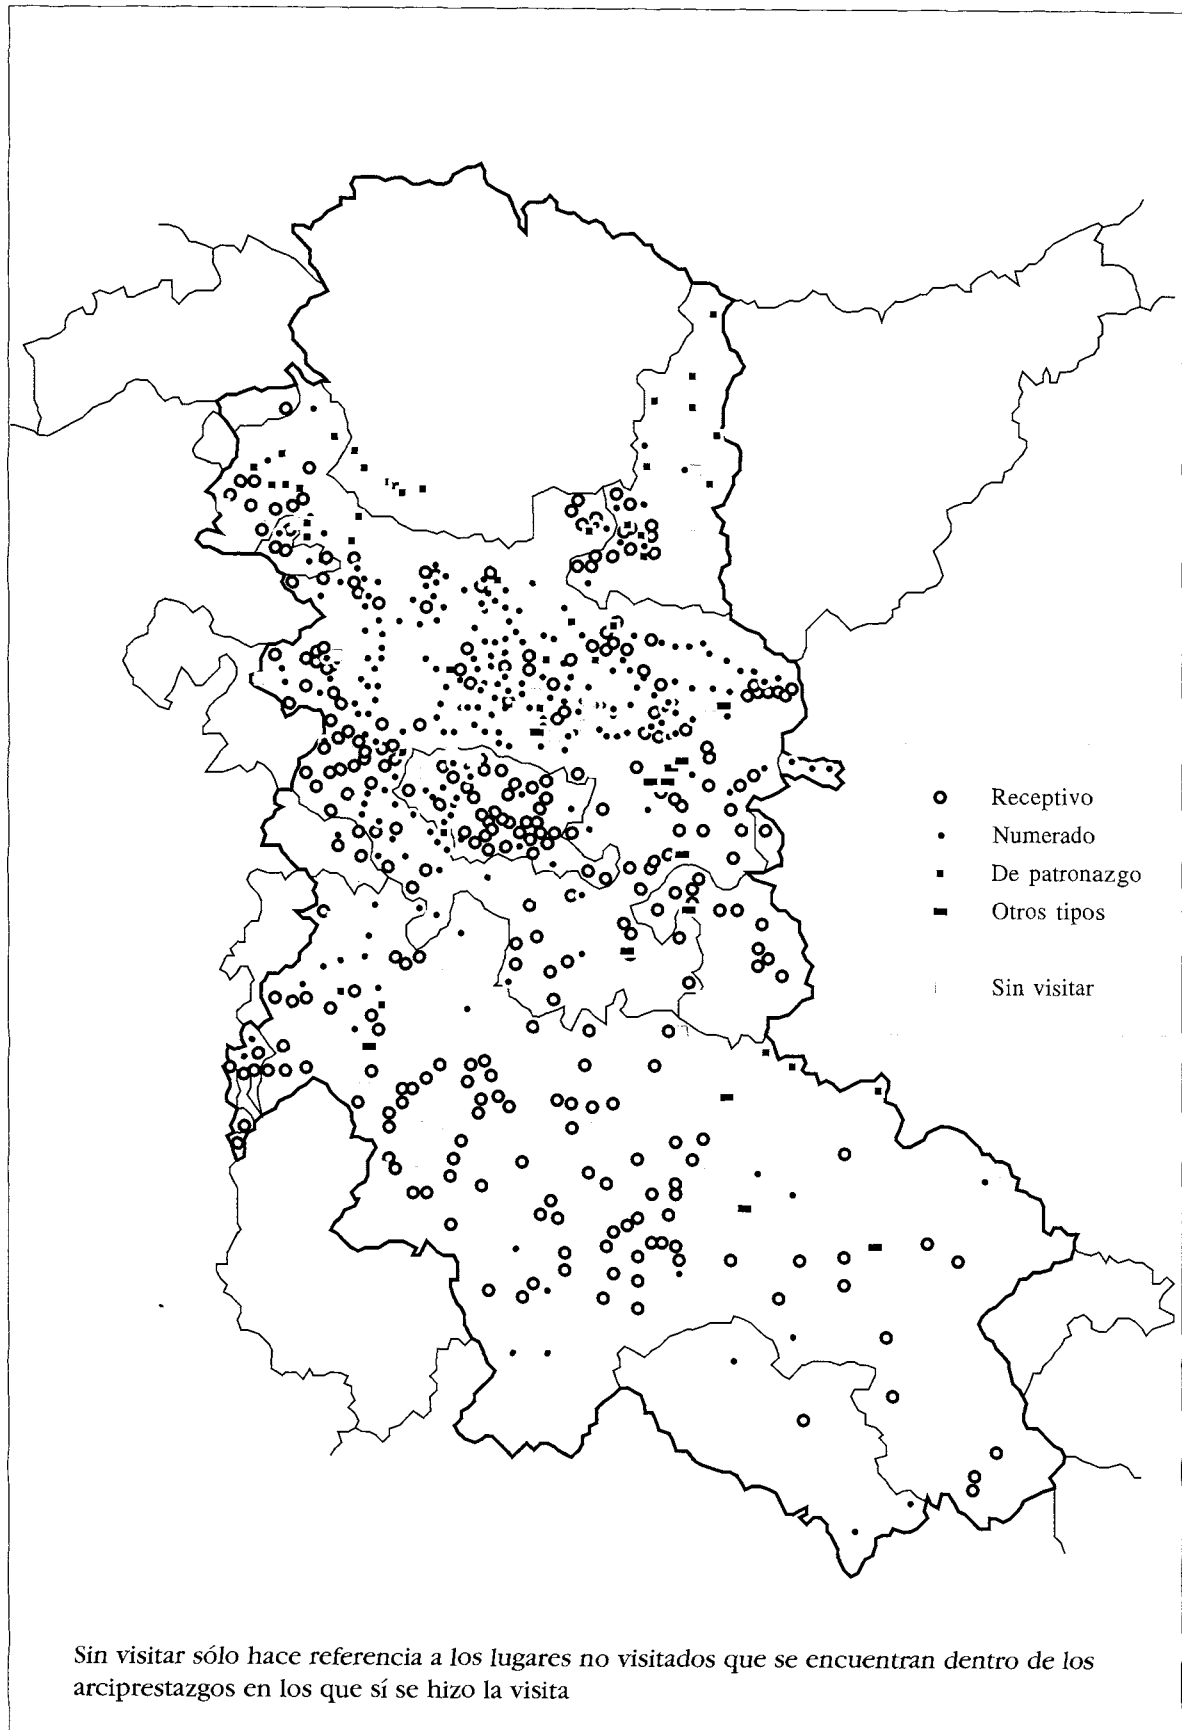 Receptivo
Numerado
De patronazgo
Otros tipos
Sin visitar
Sin visitar sólo hace referencia a los lugares no visitados que se encuentran dentro de los
arciprestazgos en los que sí se hizo la visita